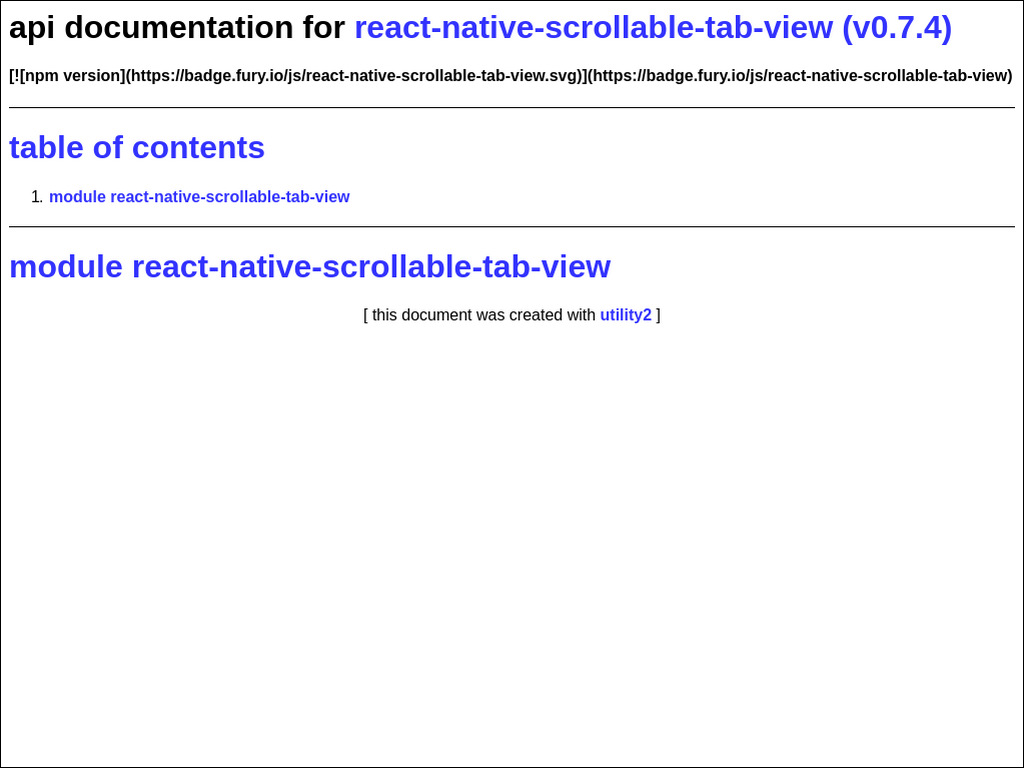 api documentation for react-native-scrollable-tab-view (v0.7.4)
[![npm version](https://badge.fury.io/js/react-native-scrollable-tab-view.svg)](https://badge.fury.io/js/react-native-scrollable-tab-view)
table of contents
1. module react-native-scrollable-tab-view
module react-native-scrollable-tab-view
[ this document was created with utility2 ]